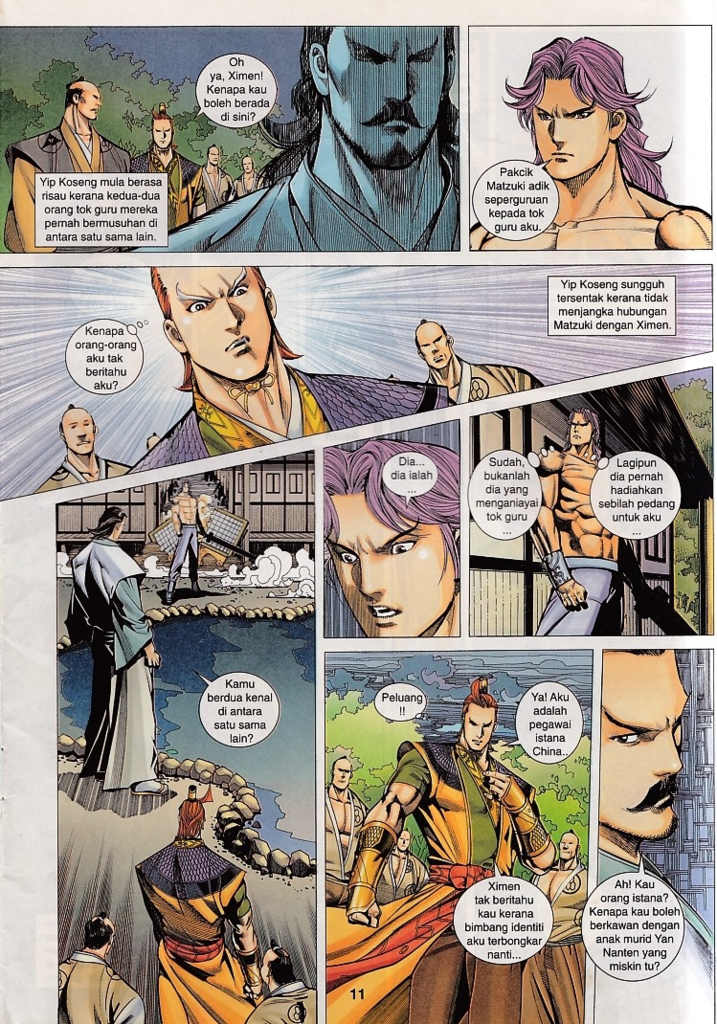 Oh
ya, Ximen!
Kenapa kau
boleh berada
di sini?
Yip Koseng mula berasa
risau kerana kedua-dua
orang tok guru mereka
pernah bermusuhan di
antara satu sama lain.
Pakcik
Matzuki adik
seperguruan
kepada tok
guru aku.
Yip Koseng sungguh
tersentak kerana tidak
menjangka hubungan
Matzuki dengan Ximen.
Kenapa
orang-orang
aku tak
beritahu
aku?
Kamu
berdua kenal
di antara
satu sama
lain?
Dia...
dia ialah
...
Sudah,
bukanlah
dia yang
menganiayai
tok guru
...
Lagipun
dia pernah
hadiahkan
sebilah pedang
untuk aku
...
Peluang
!!
Ya! Aku
adalah
pegawai
istana
China..
Ximen
tak beritahu
kau kerana
bimbang identiti
aku terbongkar
nanti...
Ah! Kau
orang istana?
Kenapa kau boleh
berkawan dengan
anak murid Yan
Nanten yang
miskin tu?
11